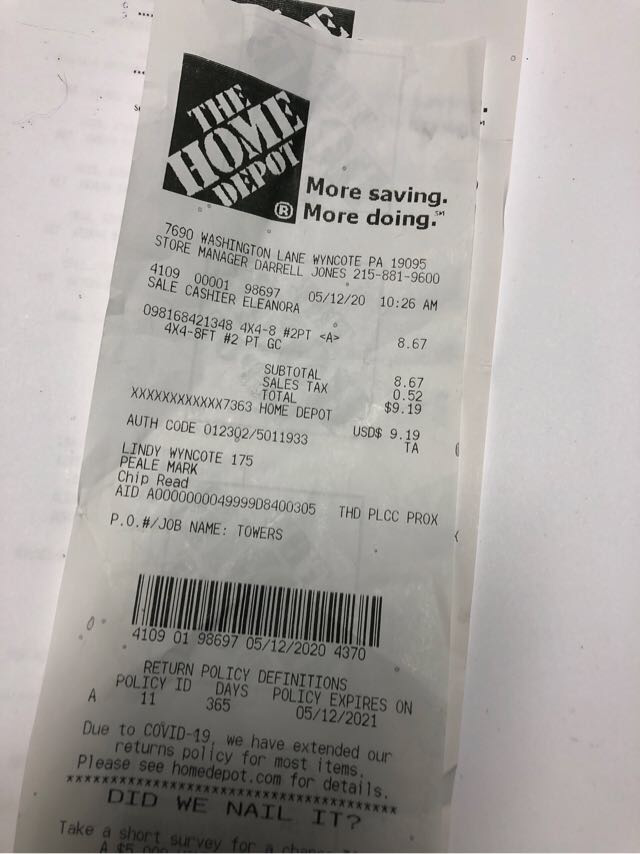 THE
HOME
DEPOT
®
More saving.
More doing.℠
7690 WASHINGTON LANE WYNCOTE PA 19095
STORE MANAGER DARRELL JONES 215-881-9600
4109 00001 98697 05/12/20 10:26 AM
SALE CASHIER ELEANORA
098168421348 4X4-8 #2PT <A> 8.67
4X4-8FT #2 PT GC
SUBTOTAL 8.67
SALES TAX 0.52
TOTAL $9.19
XXXXXXXXXXXX7363 HOME DEPOT
USD$ 9.19
AUTH CODE 012302/5011933 TA
LINDY WYNCOTE 175
PEALE MARK
Chip Read
AID A0000000049999D8400305 THD PLCC PROX
P.O.#/JOB NAME: TOWERS
4109 01 98697 05/12/2020 4370
RETURN POLICY DEFINITIONS
POLICY ID DAYS POLICY EXPIRES ON
A 11 365 05/12/2021
Due to COVID-19, we have extended our
returns policy for most items.
Please see homedepot.com for details.
DID WE NAIL IT?
Take a short survey for a
A $5,000